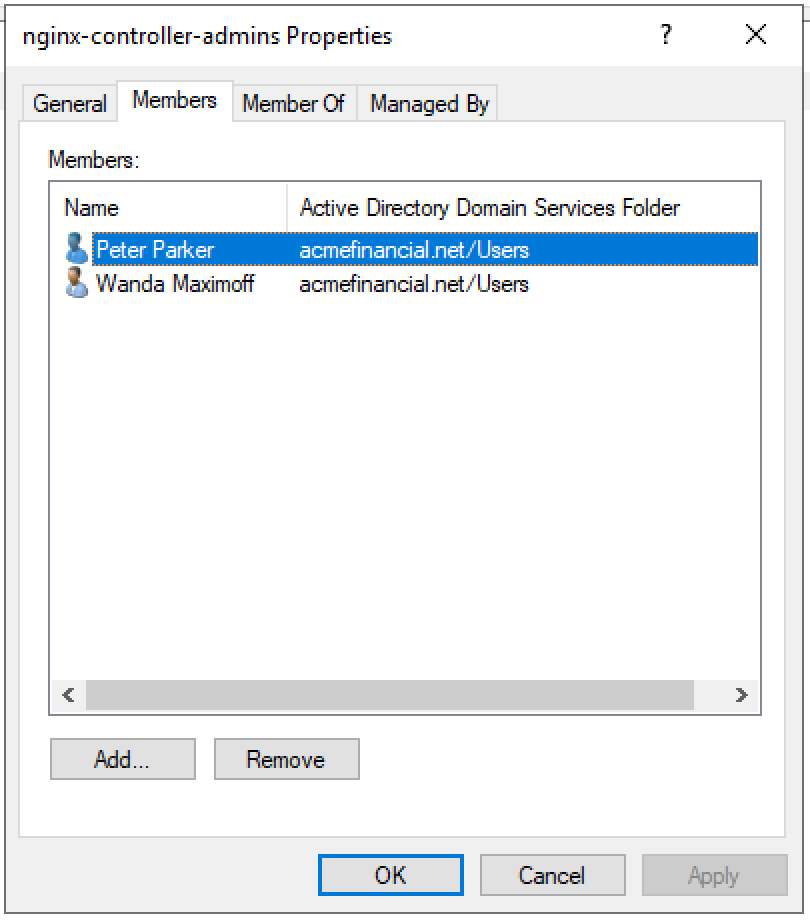 nginx-controller-admins Properties ?
General Members Member Of Managed By
Members:
Name Active Directory Domain Services Folder
Peter Parker acmefinancial.net/Users
Wanda Maximoff acmefinancial.net/Users
Add... Remove
OK Cancel Apply